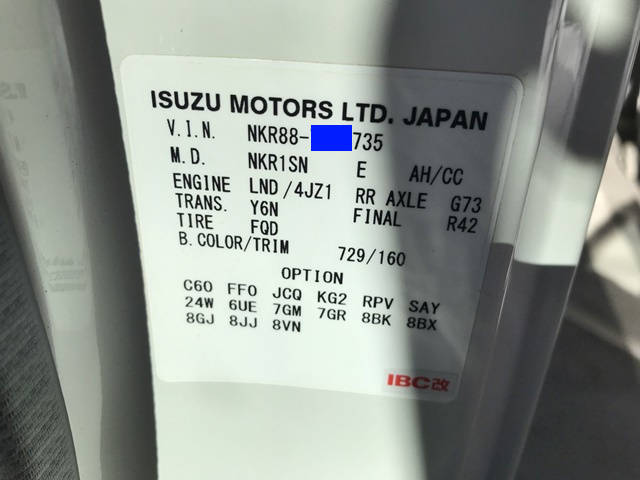 ISUZU MOTORS LTD. JAPAN
V.I.N. NKR88- 735
M.D. NKR1SN E AH/CC
ENGINE LND/4JZ1 RR AXLE G73
TRANS. Y6N FINAL R42
TIRE FQD
B.COLOR/TRIM 729/160
OPTION
C60 FFO JCQ KG2 RPV SAY
24W 6UE 7GM 7GR 8BK 8BX
8GJ 8JJ 8VN
IBC改